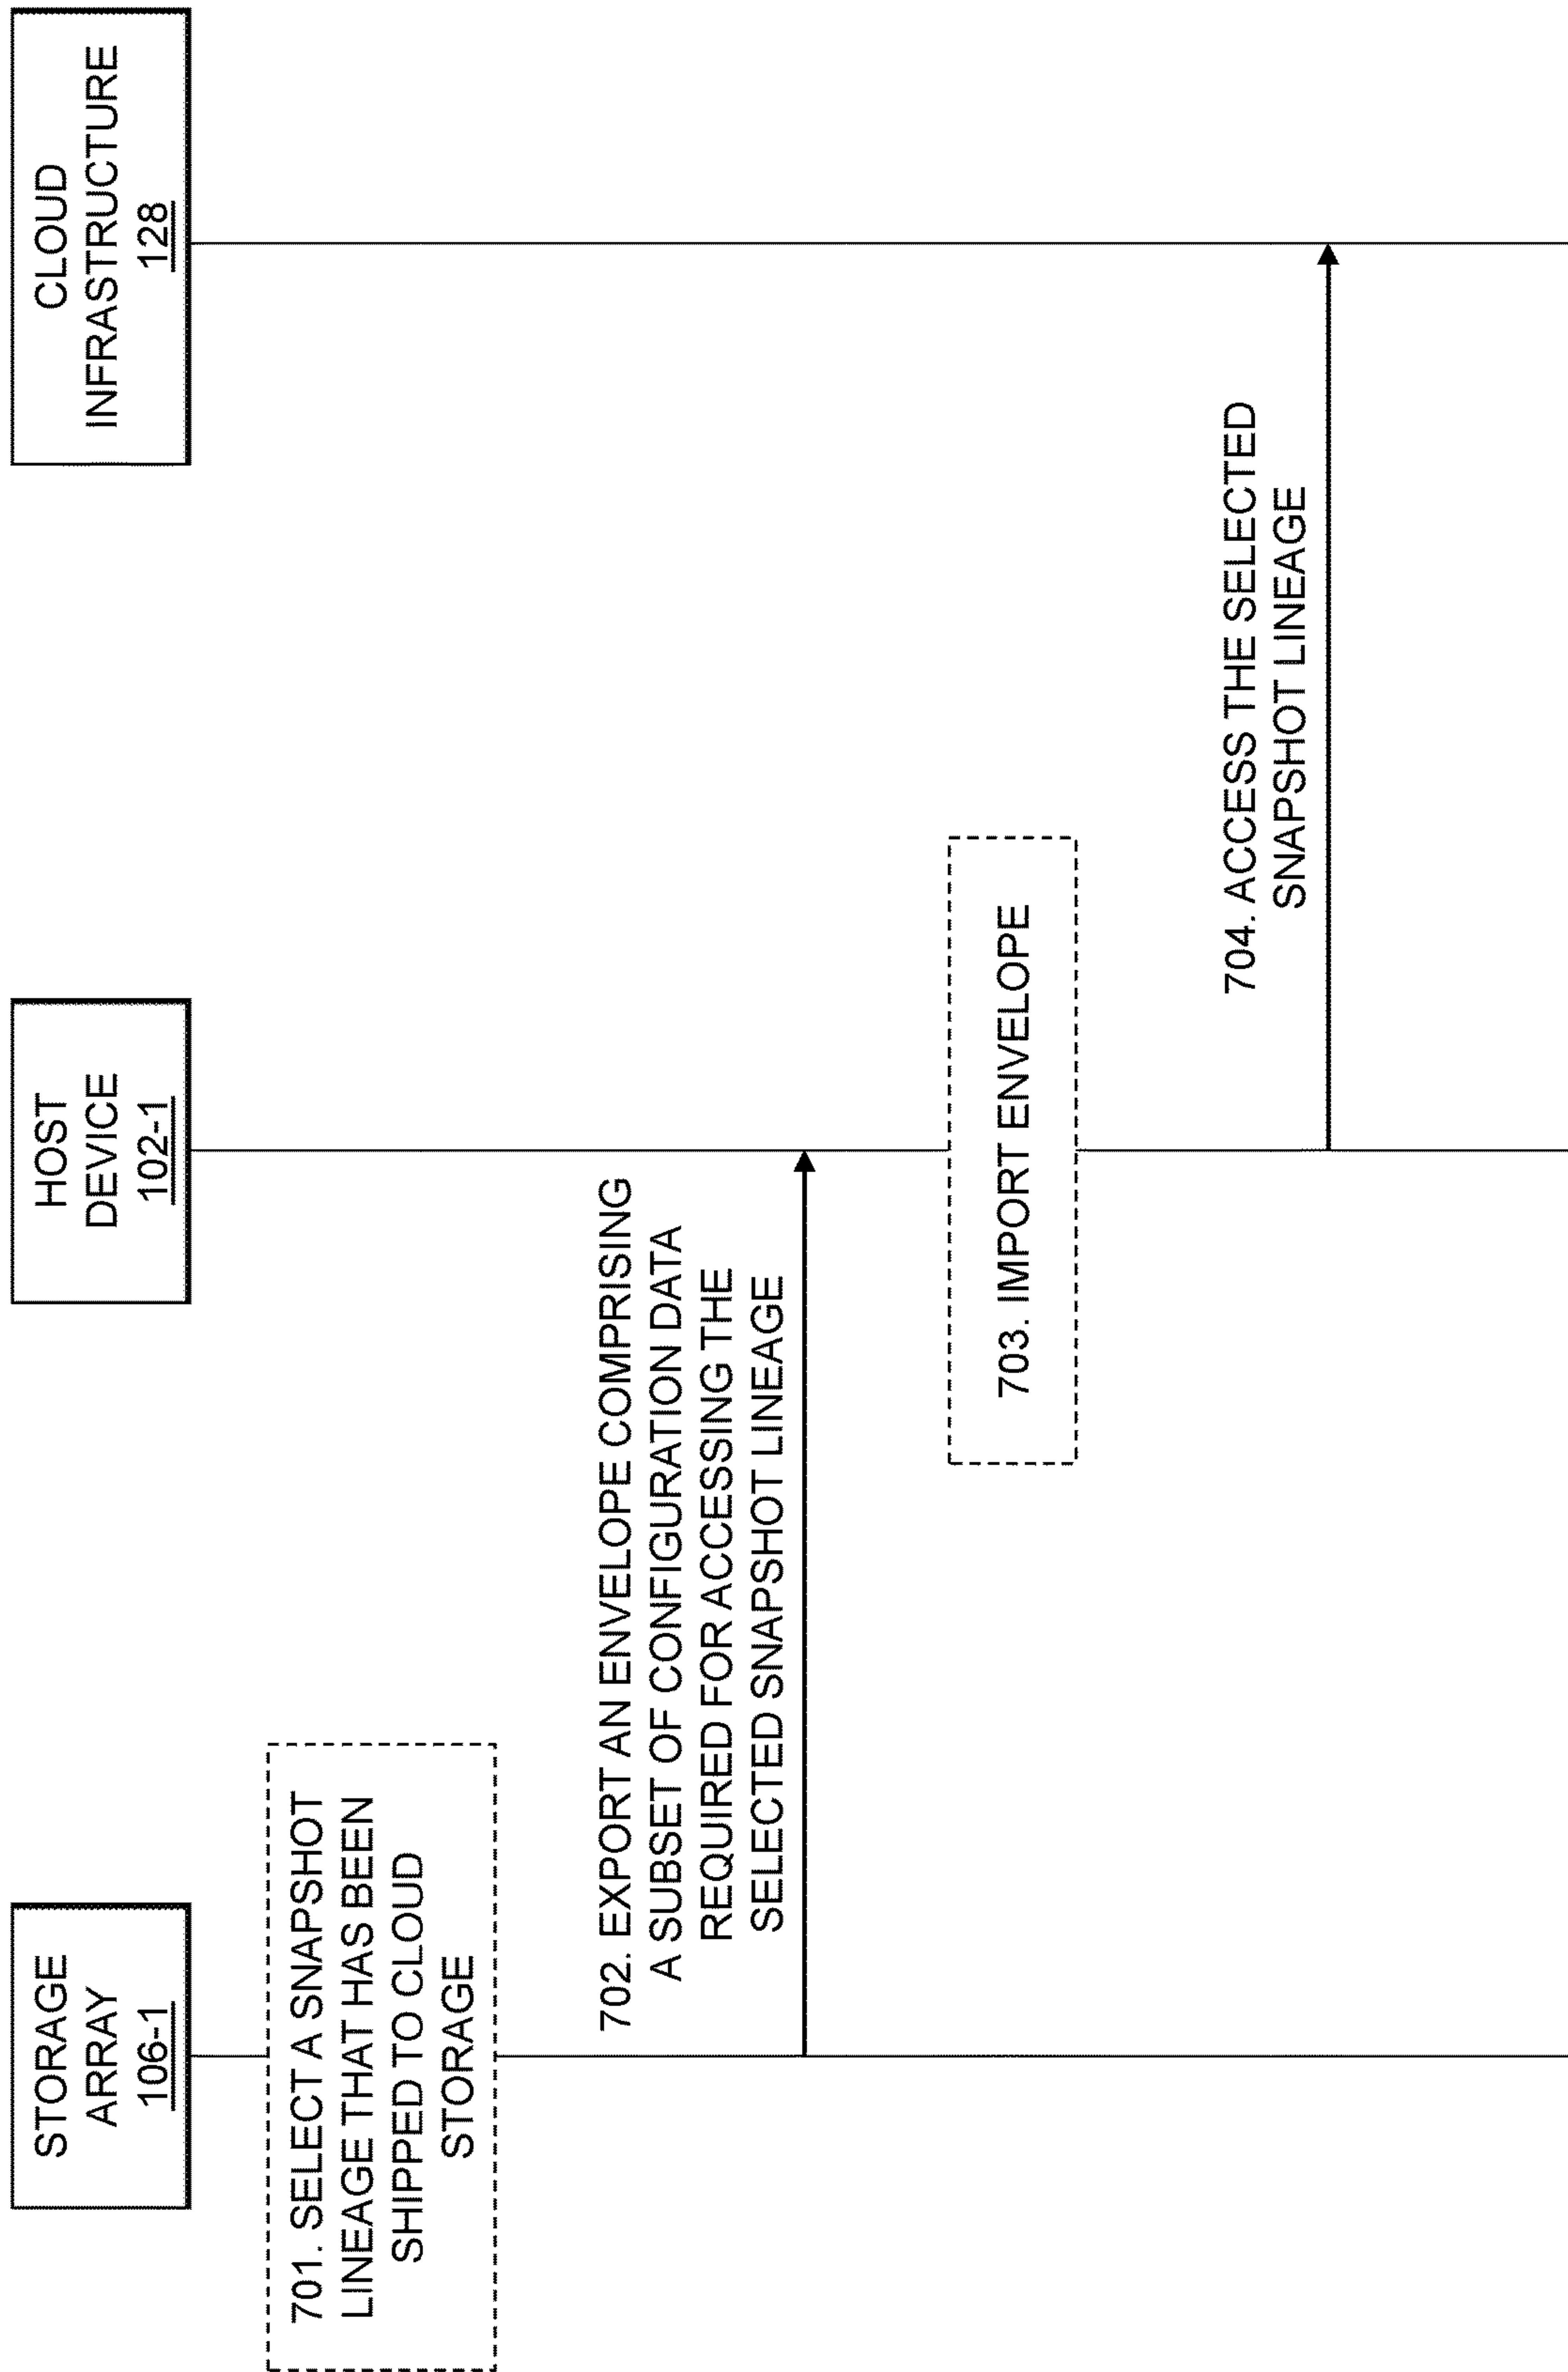 STORAGE
ARRAY
106-1
HOST
DEVICE
102-1
CLOUD
INFRASTRUCTURE
128
701. SELECT A SNAPSHOT
LINEAGE THAT HAS BEEN
SHIPPED TO CLOUD
STORAGE
702. EXPORT AN ENVELOPE COMPRISING
A SUBSET OF CONFIGURATION DATA
REQUIRED FOR ACCESSING THE
SELECTED SNAPSHOT LINEAGE
703. IMPORT ENVELOPE
704. ACCESS THE SELECTED
SNAPSHOT LINEAGE